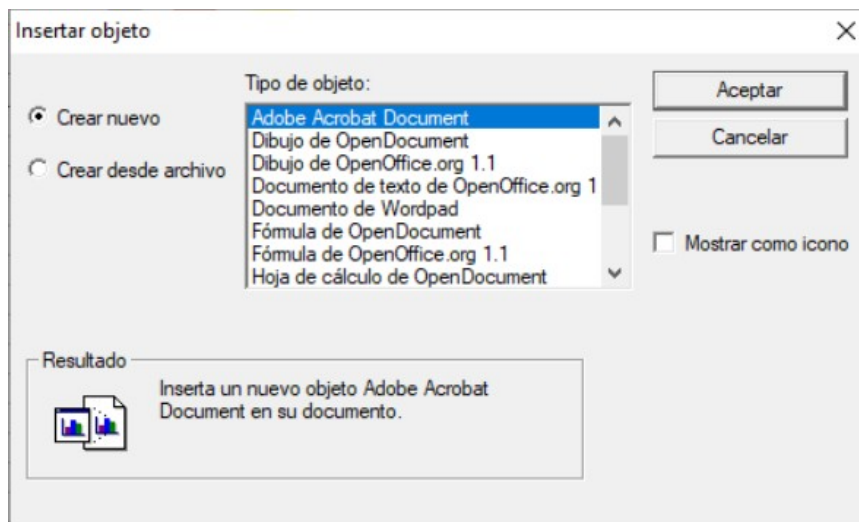 Insertar objeto
Tipo de objeto:
Crear nuevo
Crear desde archivo
Adobe Acrobat Document
Dibujo de OpenDocument
Dibujo de OpenOffice.org 1.1
Documento de texto de OpenOffice.org 1
Documento de Wordpad
Fórmula de OpenDocument
Fórmula de OpenOffice.org 1.1
Hoja de cálculo de OpenDocument
Aceptar
Cancelar
Mostrar como icono
Resultado
Inserta un nuevo objeto Adobe Acrobat
Document en su documento.